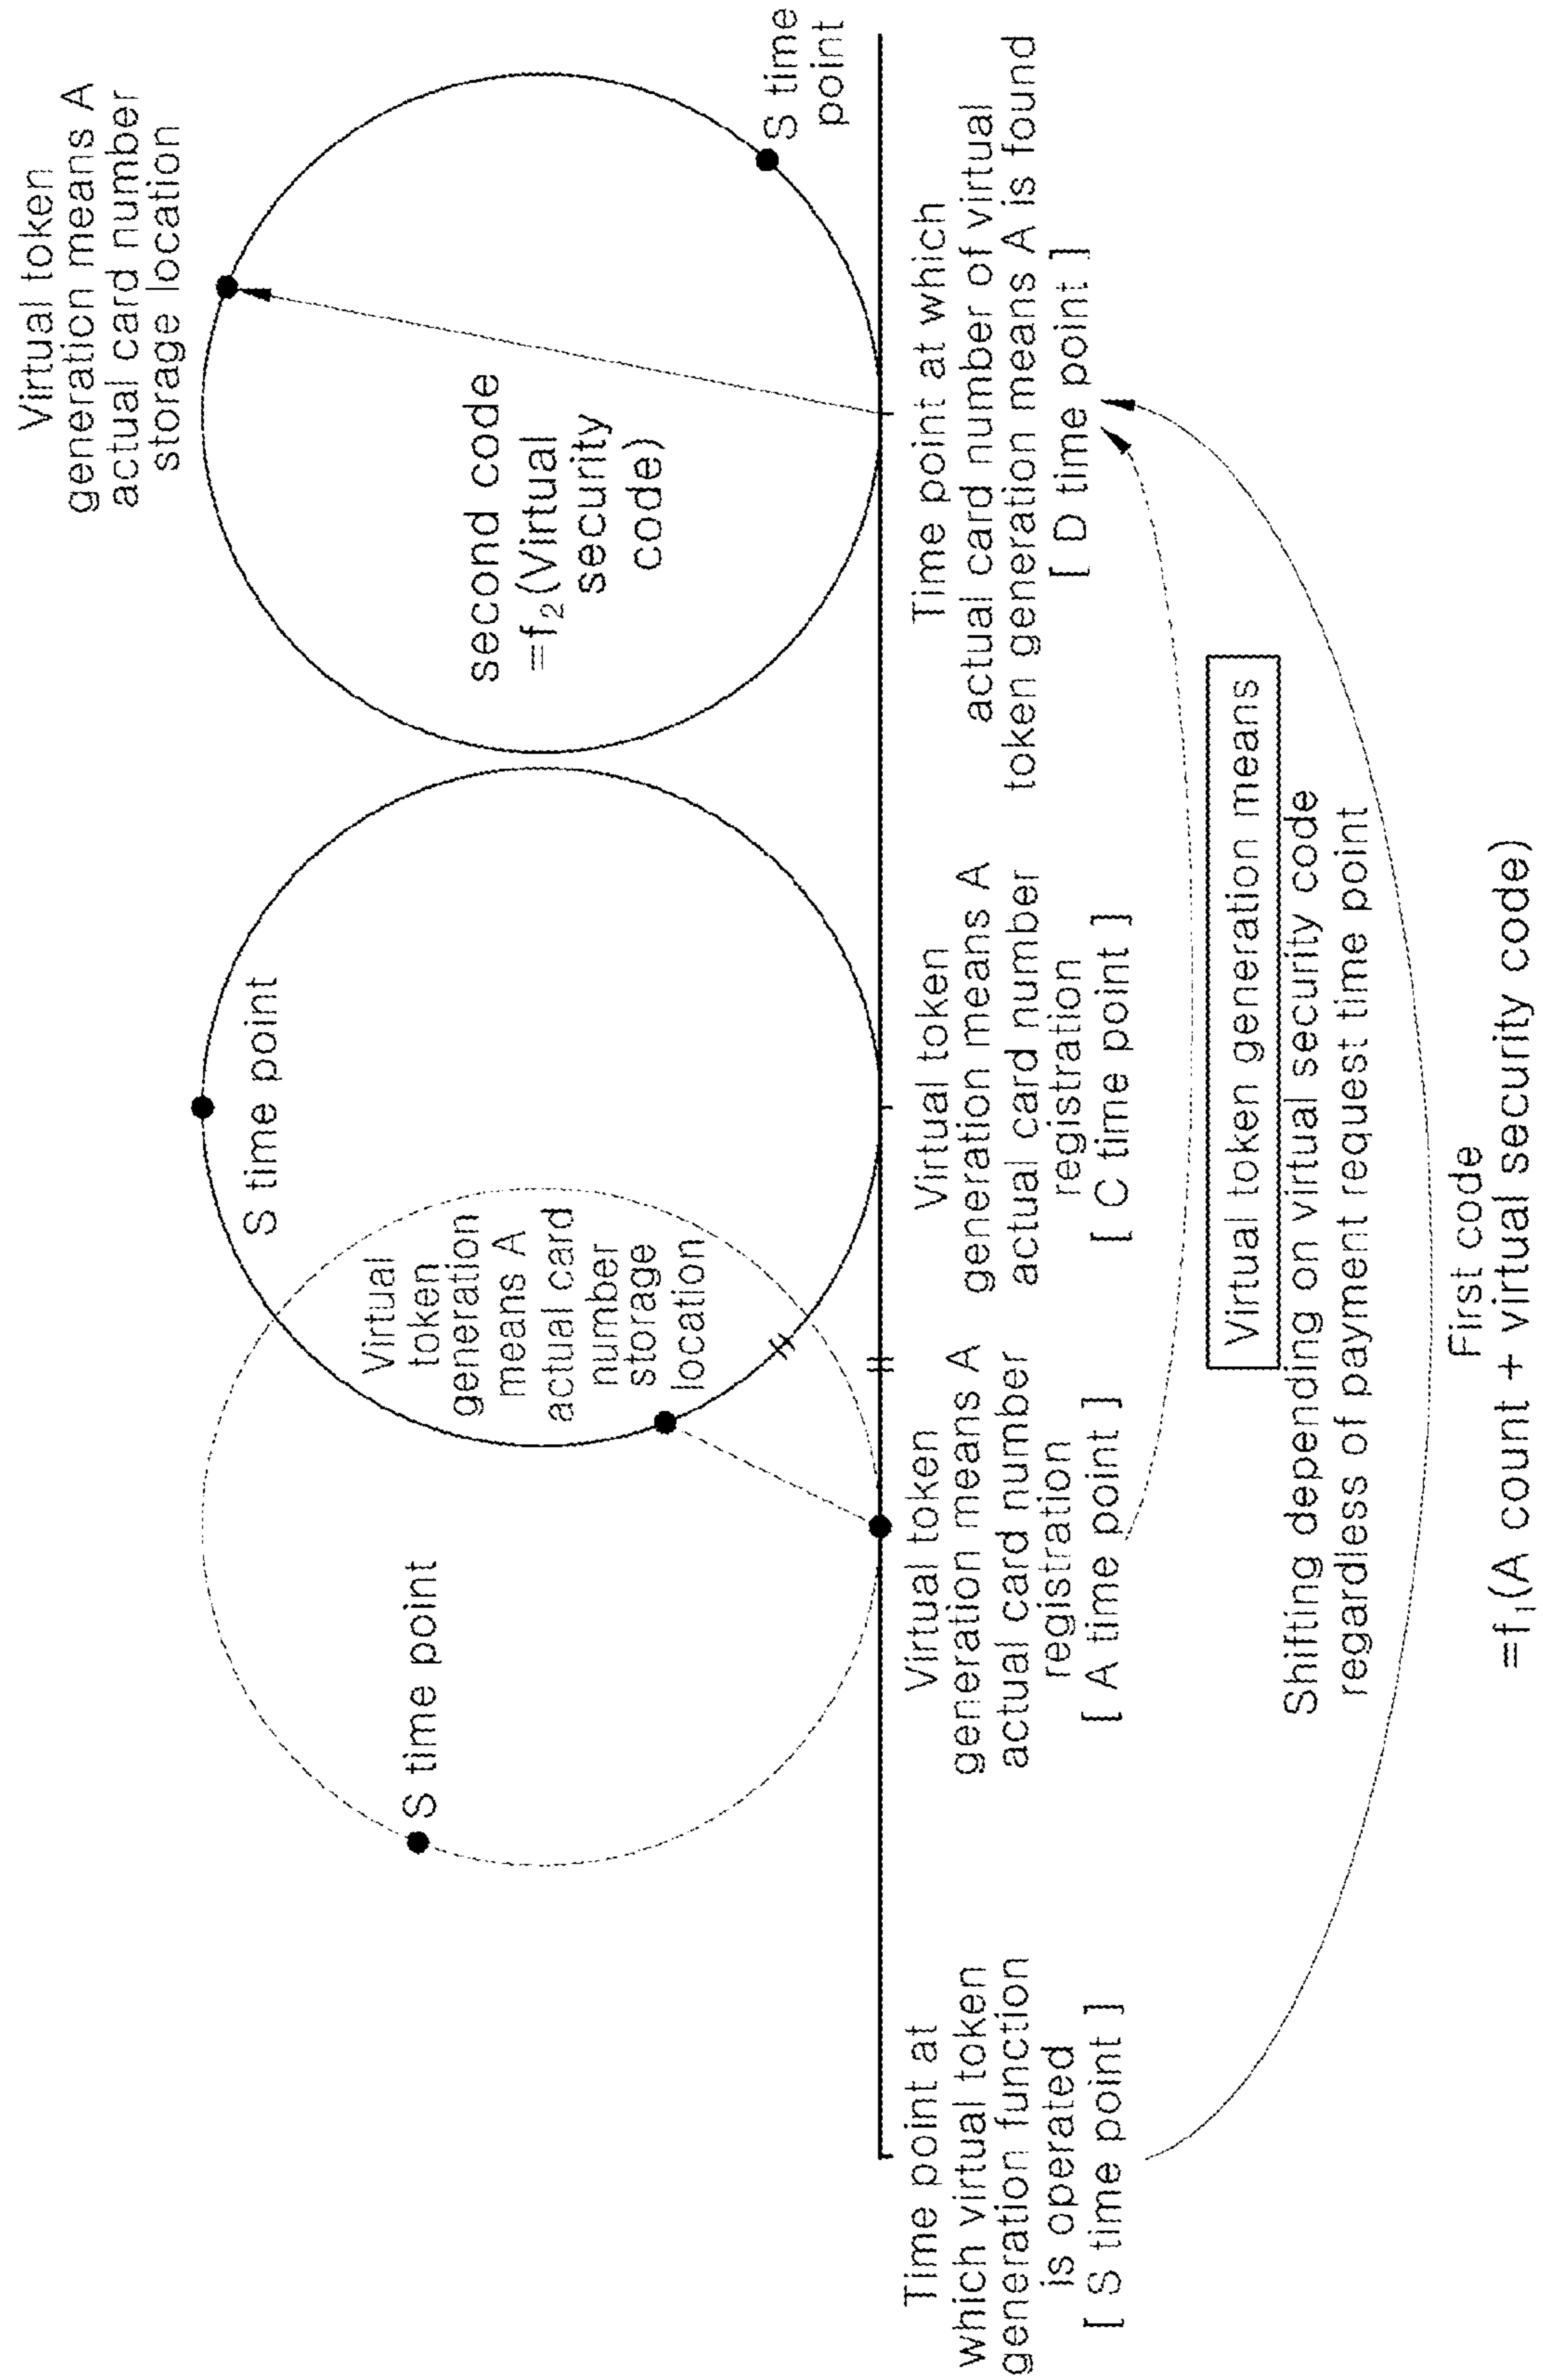 S time point
Virtual
token
generation
means A
actual card
number
storage
location
S time point
second code
=f₂(Virtual
security
code)
Virtual token
generation means A
actual card number
storage location
S time
point
Time point at
which virtual token
generation function
is operated
[ S time point ]
Virtual token
generation means A
actual card number
registration
[ A time point ]
Virtual token
generation means A
actual card number
registration
[ C time point ]
Time point at which
actual card number of virtual
token generation means A is found
[ D time point ]
Virtual token generation means
Shifting depending on virtual security code
regardless of payment request time point
First code
=f₁(A count + virtual security code)